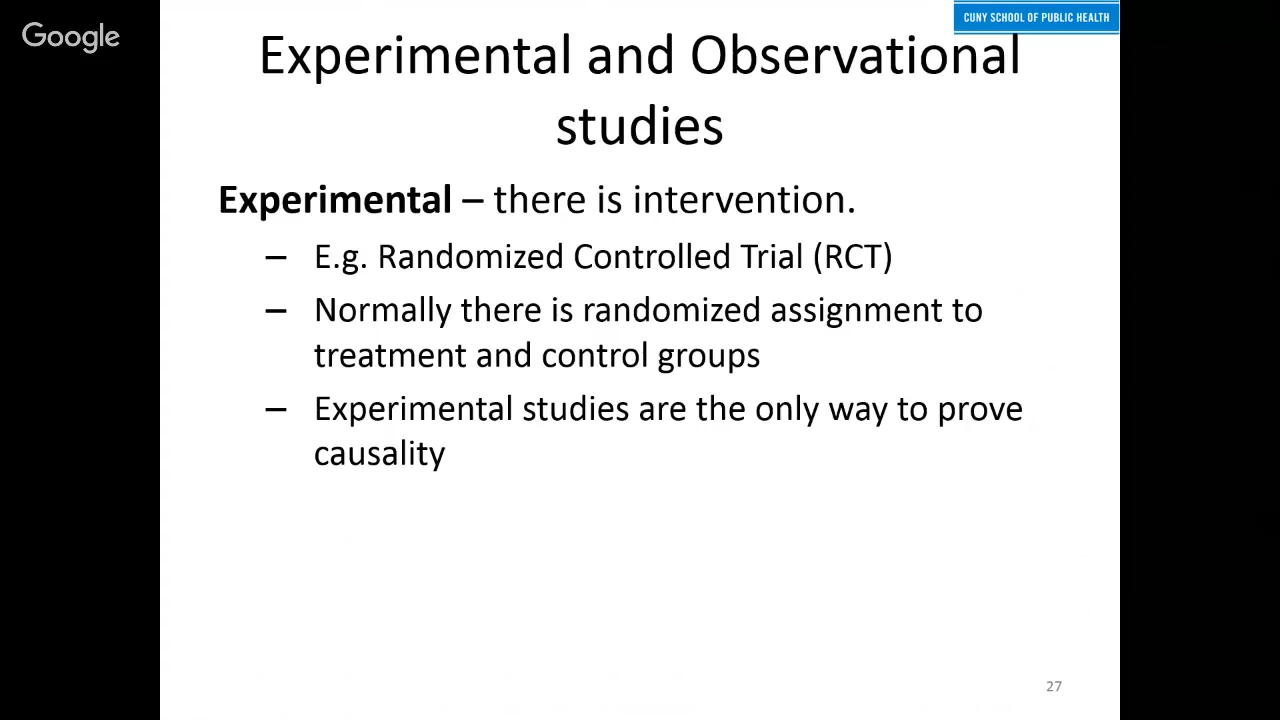 Google
CUNY SCHOOL OF PUBLIC HEALTH
Experimental and Observational
studies
Experimental – there is intervention.
– E.g. Randomized Controlled Trial (RCT)
– Normally there is randomized assignment to
treatment and control groups
– Experimental studies are the only way to prove
causality
27